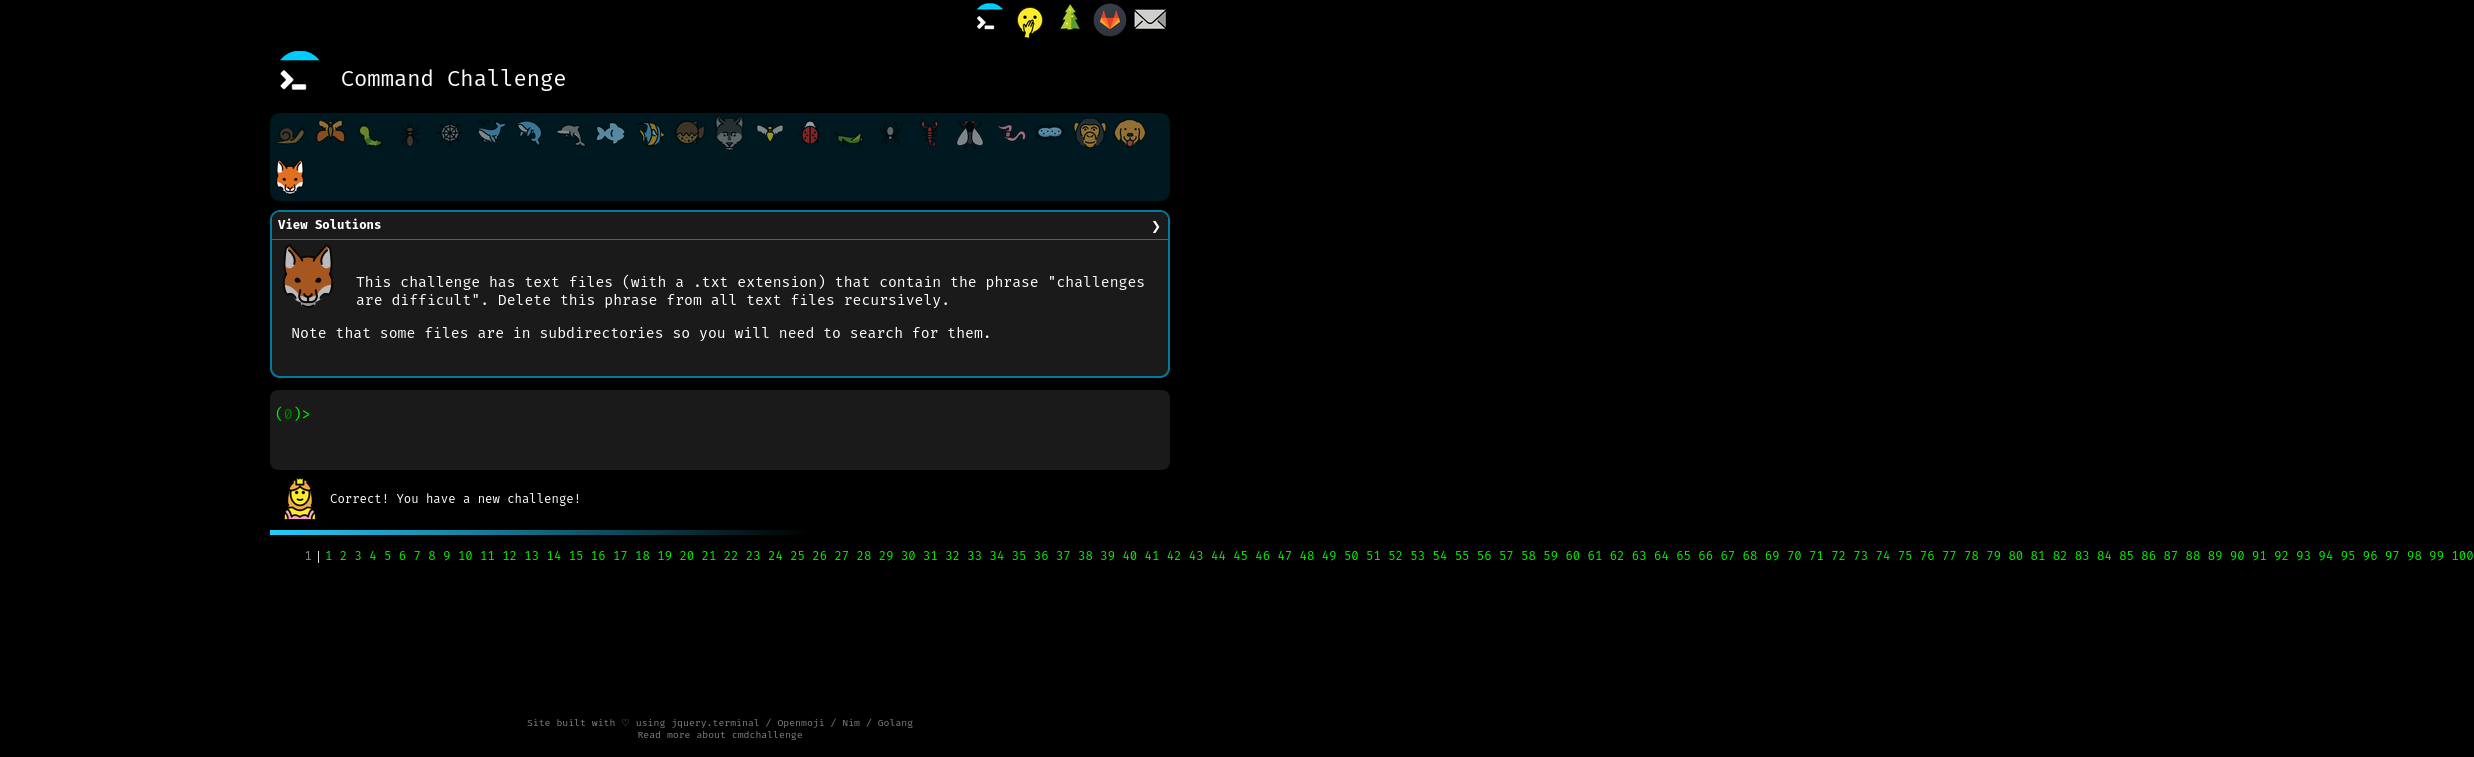 Command Challenge
View Solutions
This challenge has text files (with a .txt extension) that contain the phrase "challenges
are difficult". Delete this phrase from all text files recursively.
Note that some files are in subdirectories so you will need to search for them.
(0)>
Correct! You have a new challenge!
1 | 1 2 3 4 5 6 7 8 9 10 11 12 13 14 15 16 17 18 19 20 21 22 23 24 25 26 27 28 29 30 31 32 33 34 35 36 37 38 39 40 41 42 43 44 45 46 47 48 49 50 51 52 53 54 55 56 57 58 59 60 61 62 63 64 65 66 67 68 69 70 71 72 73 74 75 76 77 78 79 80 81 82 83 84 85 86 87 88 89 90 91 92 93 94 95 96 97 98 99 100
Site built with ♡ using jquery.terminal / Openmoji / Nim / Golang
Read more about cmdchallenge